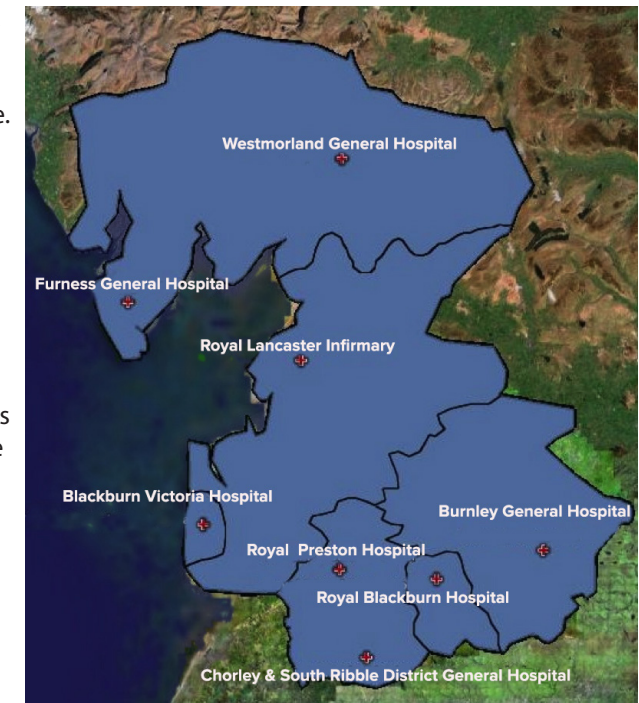 e.
Westmorland General Hospital
Furness General Hospital
Royal Lancaster Infirmary
s
e
Blackburn Victoria Hospital
Burnley General Hospital
Royal Preston Hospital
Royal Blackburn Hospital
Chorley & South Ribble District General Hospital